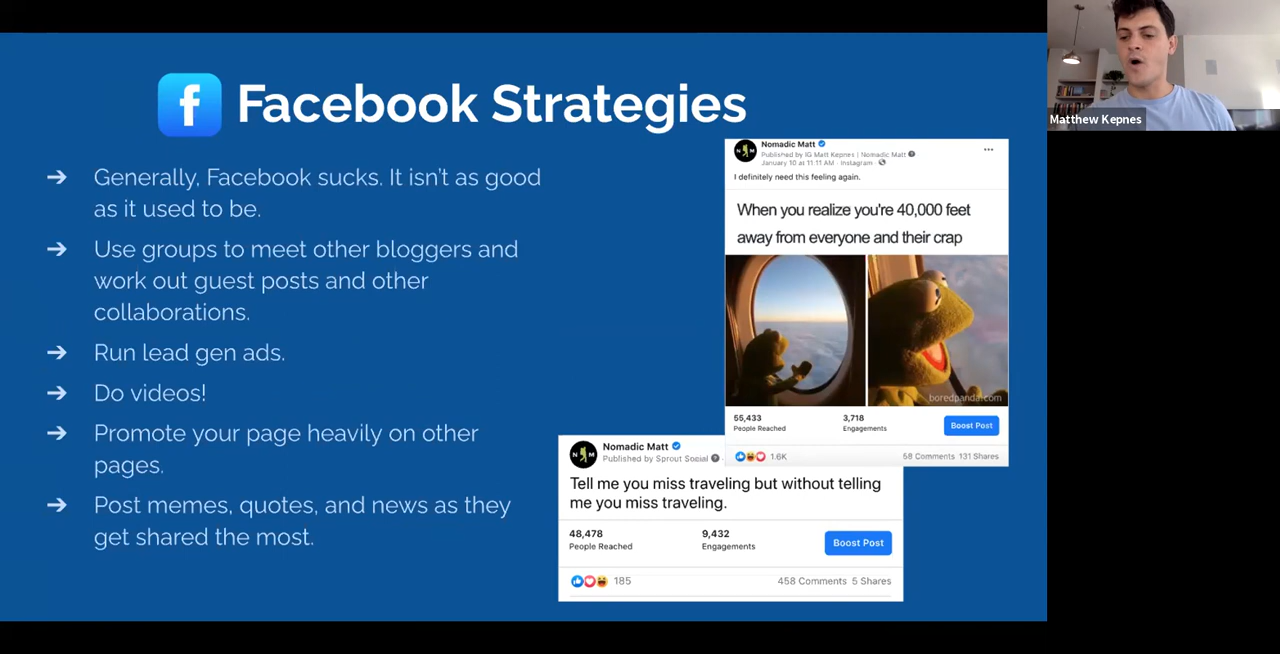 Facebook Strategies
➔ Generally, Facebook sucks. It isn't as good
as it used to be.
➔ Use groups to meet other bloggers and
work out guest posts and other
collaborations.
➔ Run lead gen ads.
➔ Do videos!
➔ Promote your page heavily on other
pages.
➔ Post memes, quotes, and news as they
get shared the most.
Nomadic Matt
Published by IG Matt Kepnes | Nomadic Matt
January 10 at 11:11 AM · Instagram ·
I definitely need this feeling again.
When you realize you're 40,000 feet
away from everyone and their crap
boredpanda.com
55,433
People Reached
3,718
Engagements
Boost Post
1.6K
58 Comments 131 Shares
N M
Nomadic Matt
Published by Sprout Social
Tell me you miss traveling but without telling
me you miss traveling.
48,478
People Reached
9,432
Engagements
Boost Post
185
458 Comments 5 Shares
Matthew Kepnes